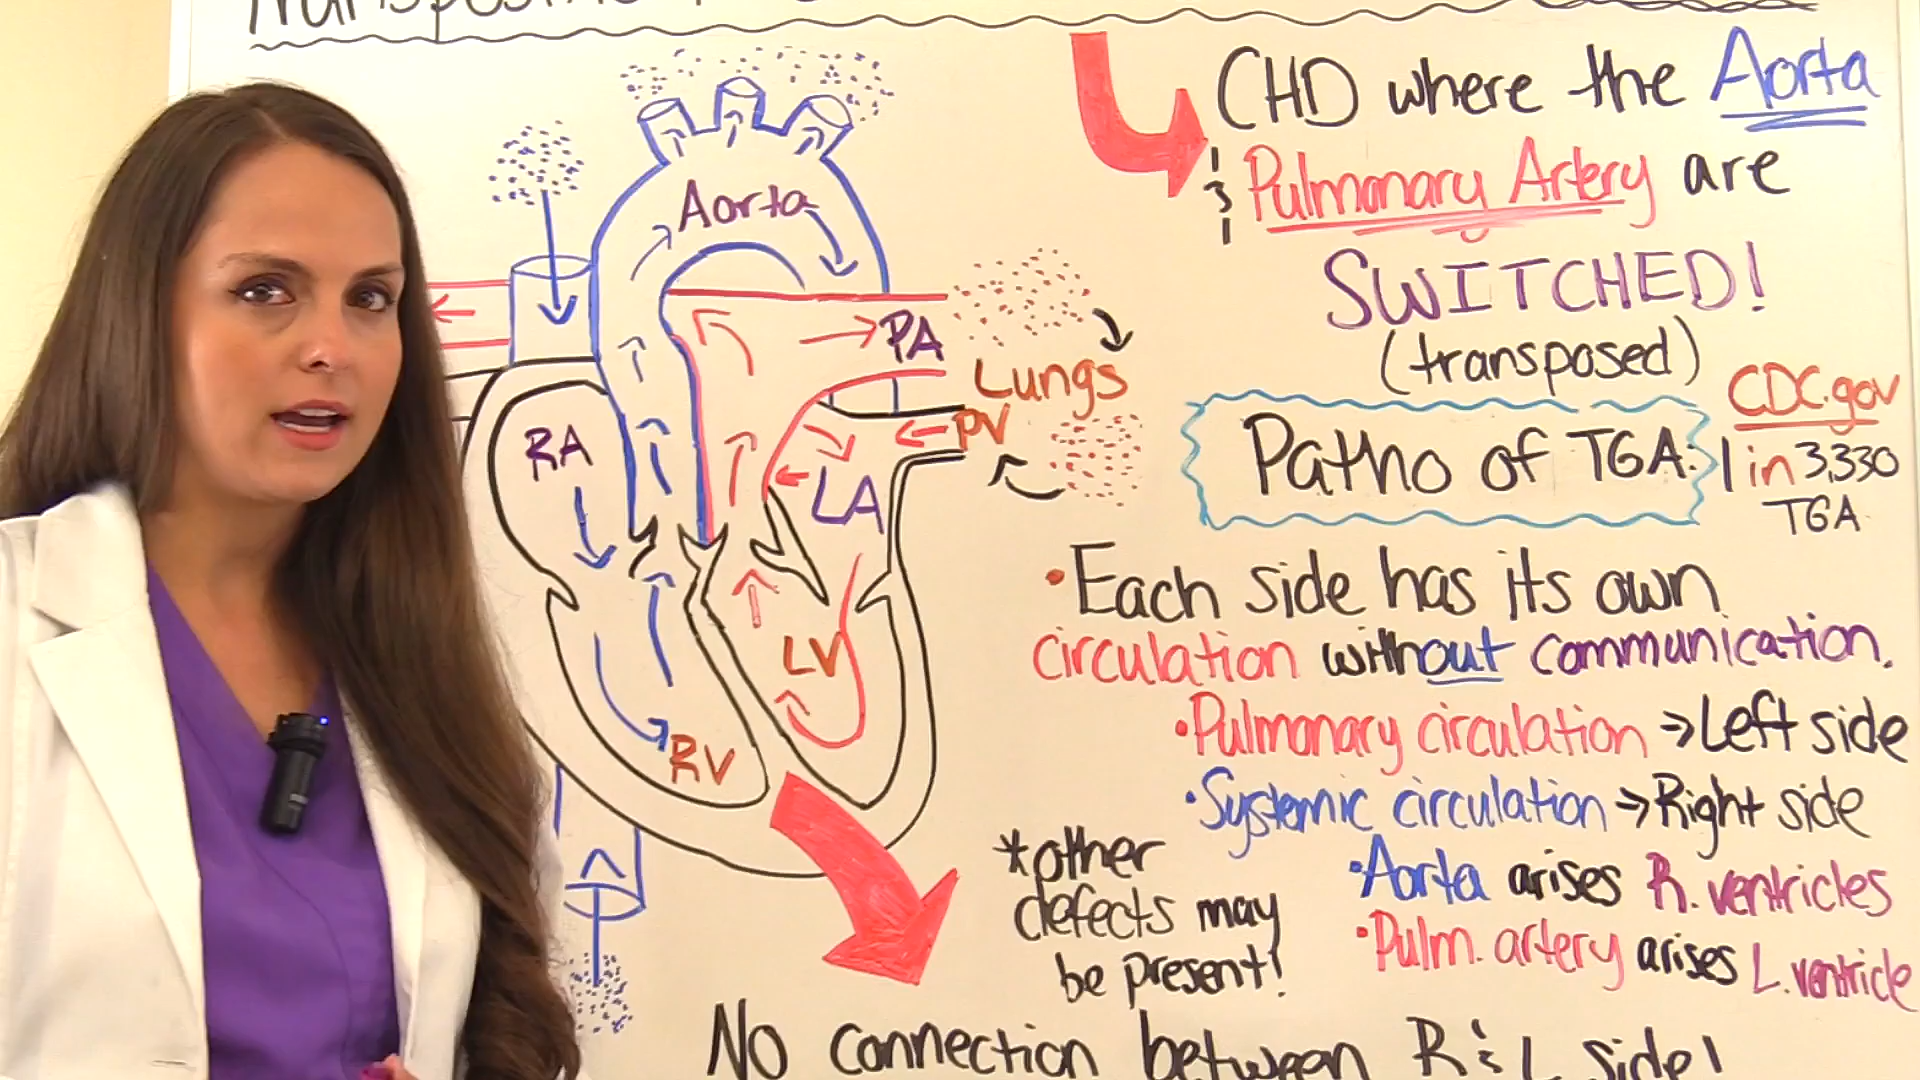 CHD where the Aorta
& Pulmonary Artery are
SWITCHED!
(transposed)
CDC.gov
1 in 3,330
TGA
Patho of TGA:
• Each side has its own
circulation without communication.
• Pulmonary circulation → Left side
• Systemic circulation → Right side
• Aorta arises R. ventricles
• Pulm. artery arises L. ventricle
* other
defects may
be present!
NO connection between R & L side!
Aorta
PA
Lungs
PV
RA
LA
LV
RV